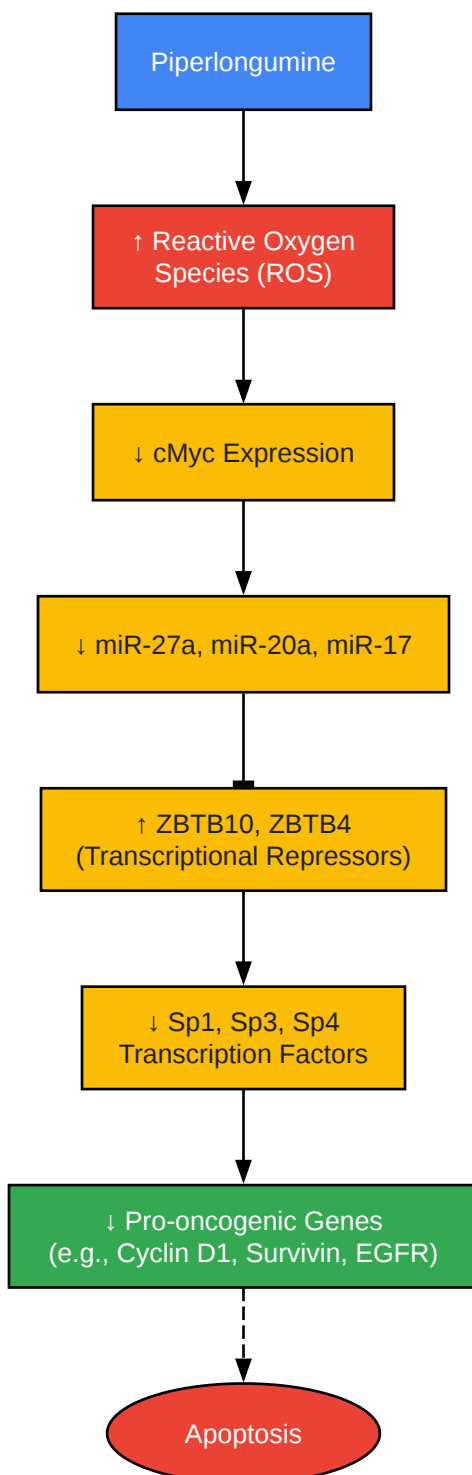 Piperlongumine
↑ Reactive Oxygen
Species (ROS)
↓ cMyc Expression
↓ miR-27a, miR-20a, miR-17
↑ ZBTB10, ZBTB4
(Transcriptional Repressors)
↓ Sp1, Sp3, Sp4
Transcription Factors
↓ Pro-oncogenic Genes
(e.g., Cyclin D1, Survivin, EGFR)
Apoptosis